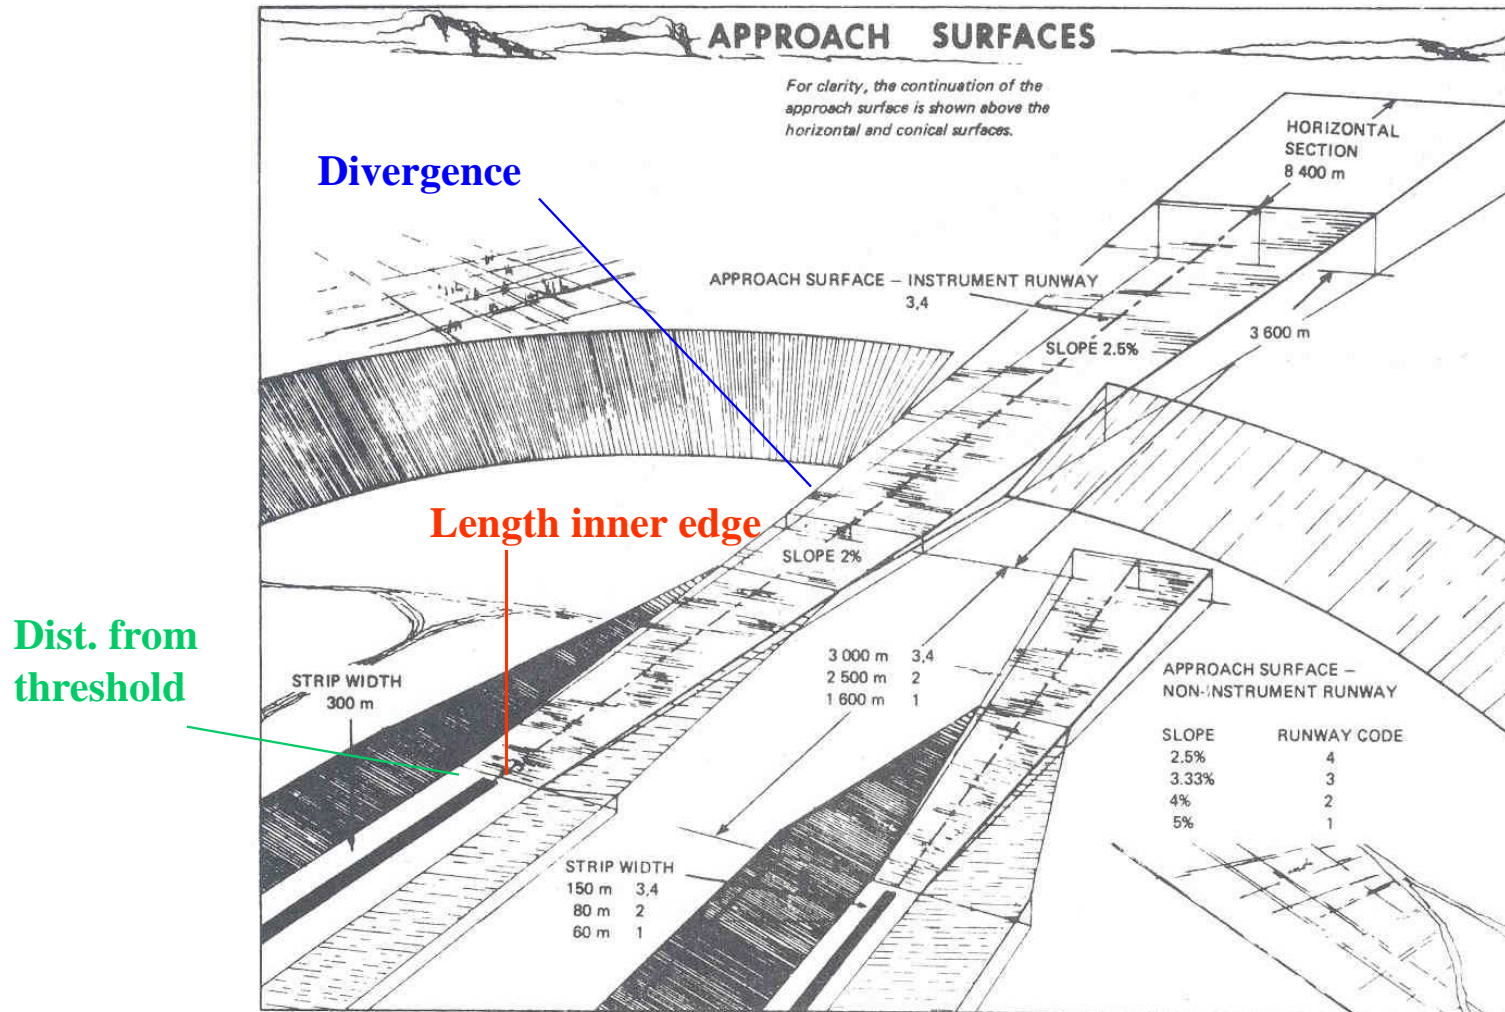 APPROACH SURFACES
For clarity, the continuation of the
approach surface is shown above the
horizontal and conical surfaces.
HORIZONTAL
SECTION
8 400 m
Divergence
APPROACH SURFACE – INSTRUMENT RUNWAY
3,4
3 600 m
SLOPE 2.5%
Length inner edge
SLOPE 2%
Dist. from
threshold
STRIP WIDTH
300 m
3 000 m 3,4
2 500 m 2
1 600 m 1
APPROACH SURFACE –
NON-INSTRUMENT RUNWAY
SLOPE RUNWAY CODE
2.5% 4
3.33% 3
4% 2
5% 1
STRIP WIDTH
150 m 3,4
80 m 2
60 m 1